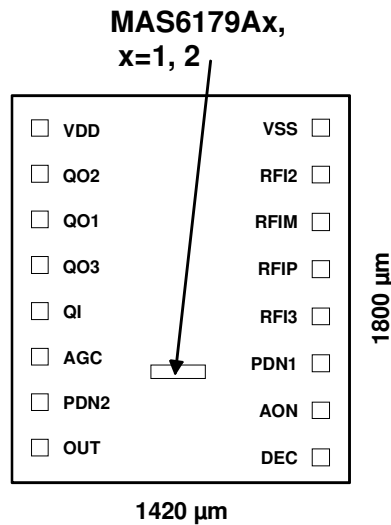 MAS6179Ax,
x=1, 2
VDD
VSS
QO2
RFI2
QO1
RFIM
QO3
RFIP
QI
RFI3
AGC
PDN1
PDN2
AON
OUT
DEC
1800 µm
1420 µm